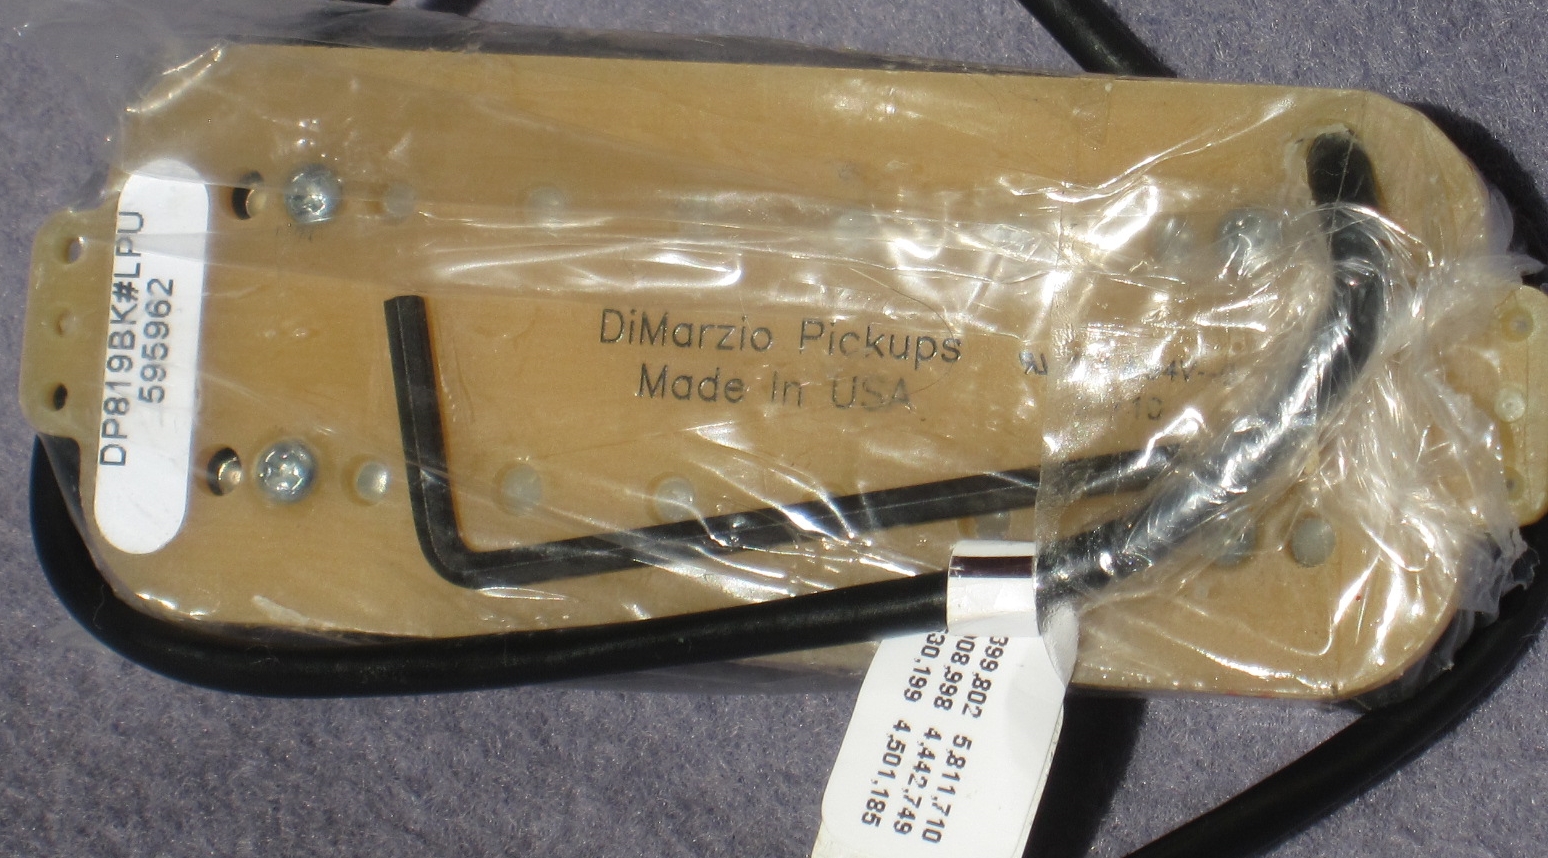 DP819BK#LPU
595962
DiMarzio Pickups
Made In USA
399,802 5,811,710
08,998 4,442,749
30,199 4,501,185